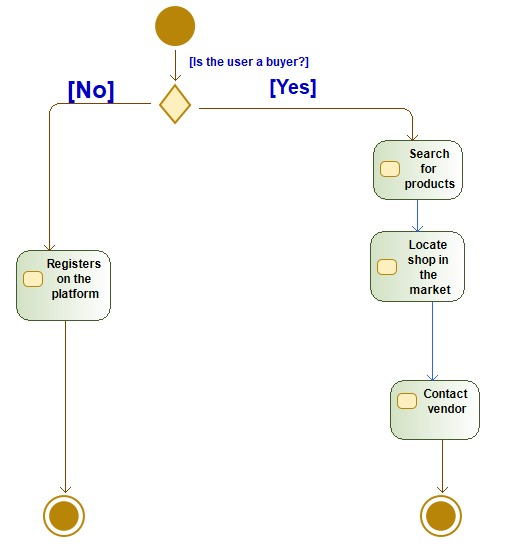 [Is the user a buyer?]
[No]
[Yes]
Search
for
products
Locate
shop in
the
market
Registers
on the
platform
Contact
vendor